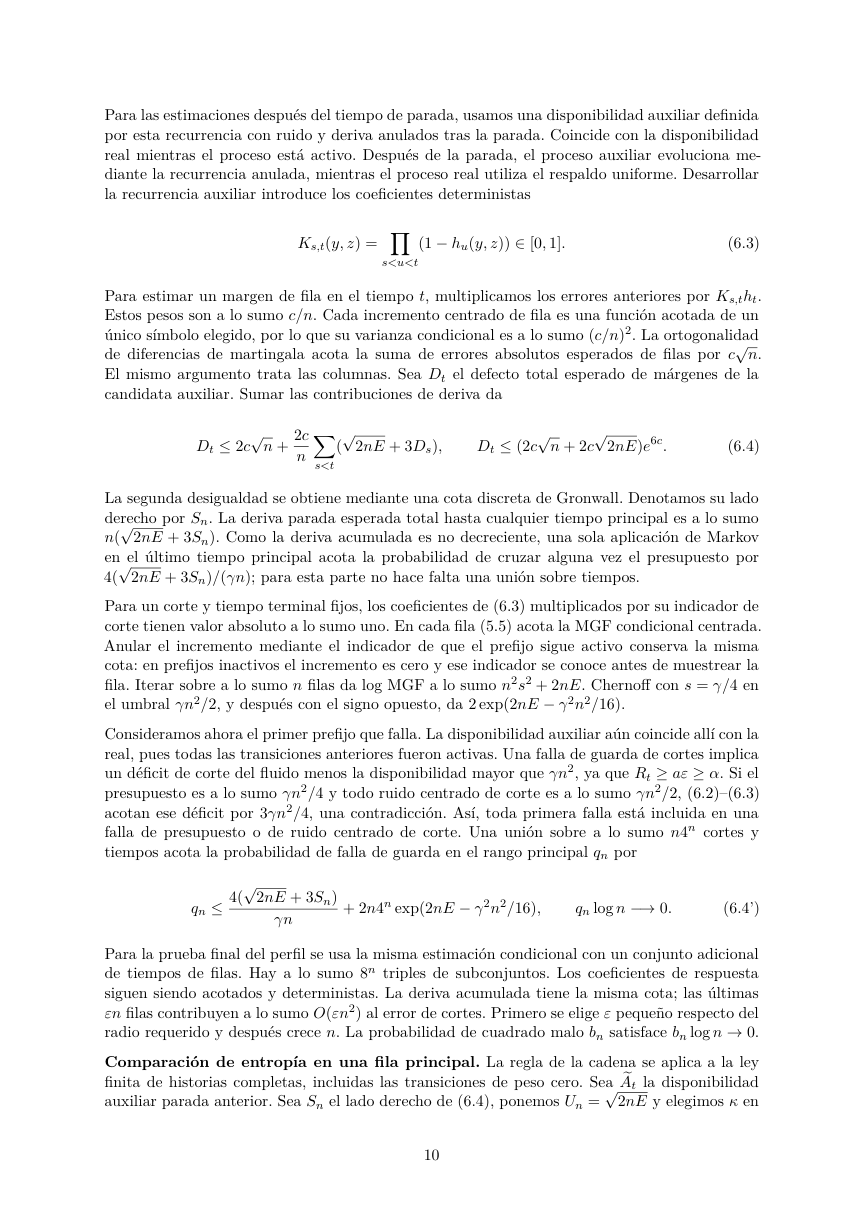 Para las estimaciones después del tiempo de parada, usamos una disponibilidad auxiliar definida
por esta recurrencia con ruido y deriva anulados tras la parada. Coincide con la disponibilidad
real mientras el proceso está activo. Después de la parada, el proceso auxiliar evoluciona me-
diante la recurrencia anulada, mientras el proceso real utiliza el respaldo uniforme. Desarrollar
la recurrencia auxiliar introduce los coeficientes deterministas
K_{s,t}(y, z) = ∏_{s<u<t} (1 − h_u(y, z)) ∈ [0, 1]. (6.3)
Para estimar un margen de fila en el tiempo t, multiplicamos los errores anteriores por K_{s,t}h_t.
Estos pesos son a lo sumo c/n. Cada incremento centrado de fila es una función acotada de un
único símbolo elegido, por lo que su varianza condicional es a lo sumo (c/n)². La ortogonalidad
de diferencias de martingala acota la suma de errores absolutos esperados de filas por c√n.
El mismo argumento trata las columnas. Sea D_t el defecto total esperado de márgenes de la
candidata auxiliar. Sumar las contribuciones de deriva da
D_t ≤ 2c√n + (2c/n) ∑_{s<t} (√(2nE) + 3D_s), D_t ≤ (2c√n + 2c√(2nE))e^{6c}. (6.4)
La segunda desigualdad se obtiene mediante una cota discreta de Gronwall. Denotamos su lado
derecho por S_n. La deriva parada esperada total hasta cualquier tiempo principal es a lo sumo
n(√(2nE) + 3S_n). Como la deriva acumulada es no decreciente, una sola aplicación de Markov
en el último tiempo principal acota la probabilidad de cruzar alguna vez el presupuesto por
4(√(2nE) + 3S_n)/(γn); para esta parte no hace falta una unión sobre tiempos.
Para un corte y tiempo terminal fijos, los coeficientes de (6.3) multiplicados por su indicador de
corte tienen valor absoluto a lo sumo uno. En cada fila (5.5) acota la MGF condicional centrada.
Anular el incremento mediante el indicador de que el prefijo sigue activo conserva la misma
cota: en prefijos inactivos el incremento es cero y ese indicador se conoce antes de muestrear la
fila. Iterar sobre a lo sumo n filas da log MGF a lo sumo n²s² + 2nE. Chernoff con s = γ/4 en
el umbral γn²/2, y después con el signo opuesto, da 2 exp(2nE − γ²n²/16).
Consideramos ahora el primer prefijo que falla. La disponibilidad auxiliar aún coincide allí con la
real, pues todas las transiciones anteriores fueron activas. Una falla de guarda de cortes implica
un déficit de corte del fluido menos la disponibilidad mayor que γn², ya que R_t ≥ aε ≥ α. Si el
presupuesto es a lo sumo γn²/4 y todo ruido centrado de corte es a lo sumo γn²/2, (6.2)–(6.3)
acotan ese déficit por 3γn²/4, una contradicción. Así, toda primera falla está incluida en una
falla de presupuesto o de ruido centrado de corte. Una unión sobre a lo sumo n4ⁿ cortes y
tiempos acota la probabilidad de falla de guarda en el rango principal q_n por
q_n ≤ 4(√(2nE) + 3S_n)/(γn) + 2n4ⁿ exp(2nE − γ²n²/16), q_n log n ⟶ 0. (6.4’)
Para la prueba final del perfil se usa la misma estimación condicional con un conjunto adicional
de tiempos de filas. Hay a lo sumo 8ⁿ triples de subconjuntos. Los coeficientes de respuesta
siguen siendo acotados y deterministas. La deriva acumulada tiene la misma cota; las últimas
εn filas contribuyen a lo sumo O(εn²) al error de cortes. Primero se elige ε pequeño respecto del
radio requerido y después crece n. La probabilidad de cuadrado malo b_n satisface b_n log n → 0.
Comparación de entropía en una fila principal. La regla de la cadena se aplica a la ley
finita de historias completas, incluidas las transiciones de peso cero. Sea Ã_t la disponibilidad
auxiliar parada anterior. Sea S_n el lado derecho de (6.4), ponemos U_n = √(2nE) y elegimos κ en
10